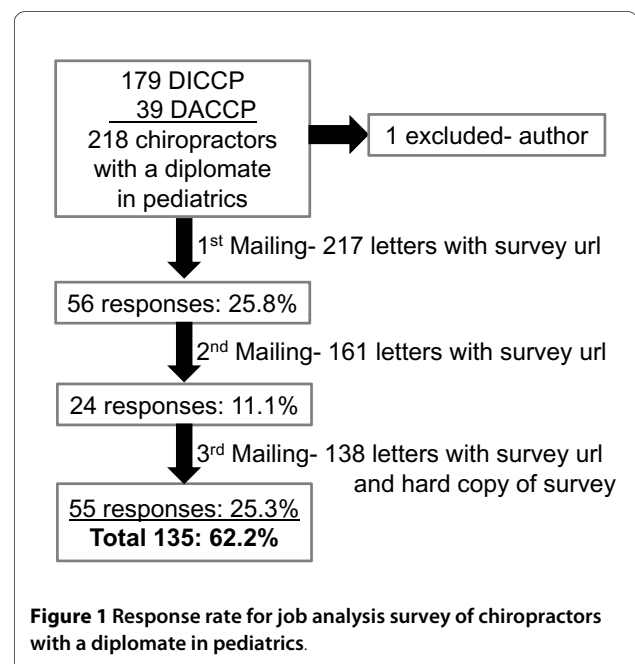 179 DICCP
39 DACCP
218 chiropractors
with a diplomate
in pediatrics
1 excluded- author
1st Mailing- 217 letters with survey url
56 responses: 25.8%
2nd Mailing- 161 letters with survey url
24 responses: 11.1%
3rd Mailing- 138 letters with survey url
and hard copy of survey
55 responses: 25.3%
Total 135: 62.2%
Figure 1 Response rate for job analysis survey of chiropractors
with a diplomate in pediatrics.